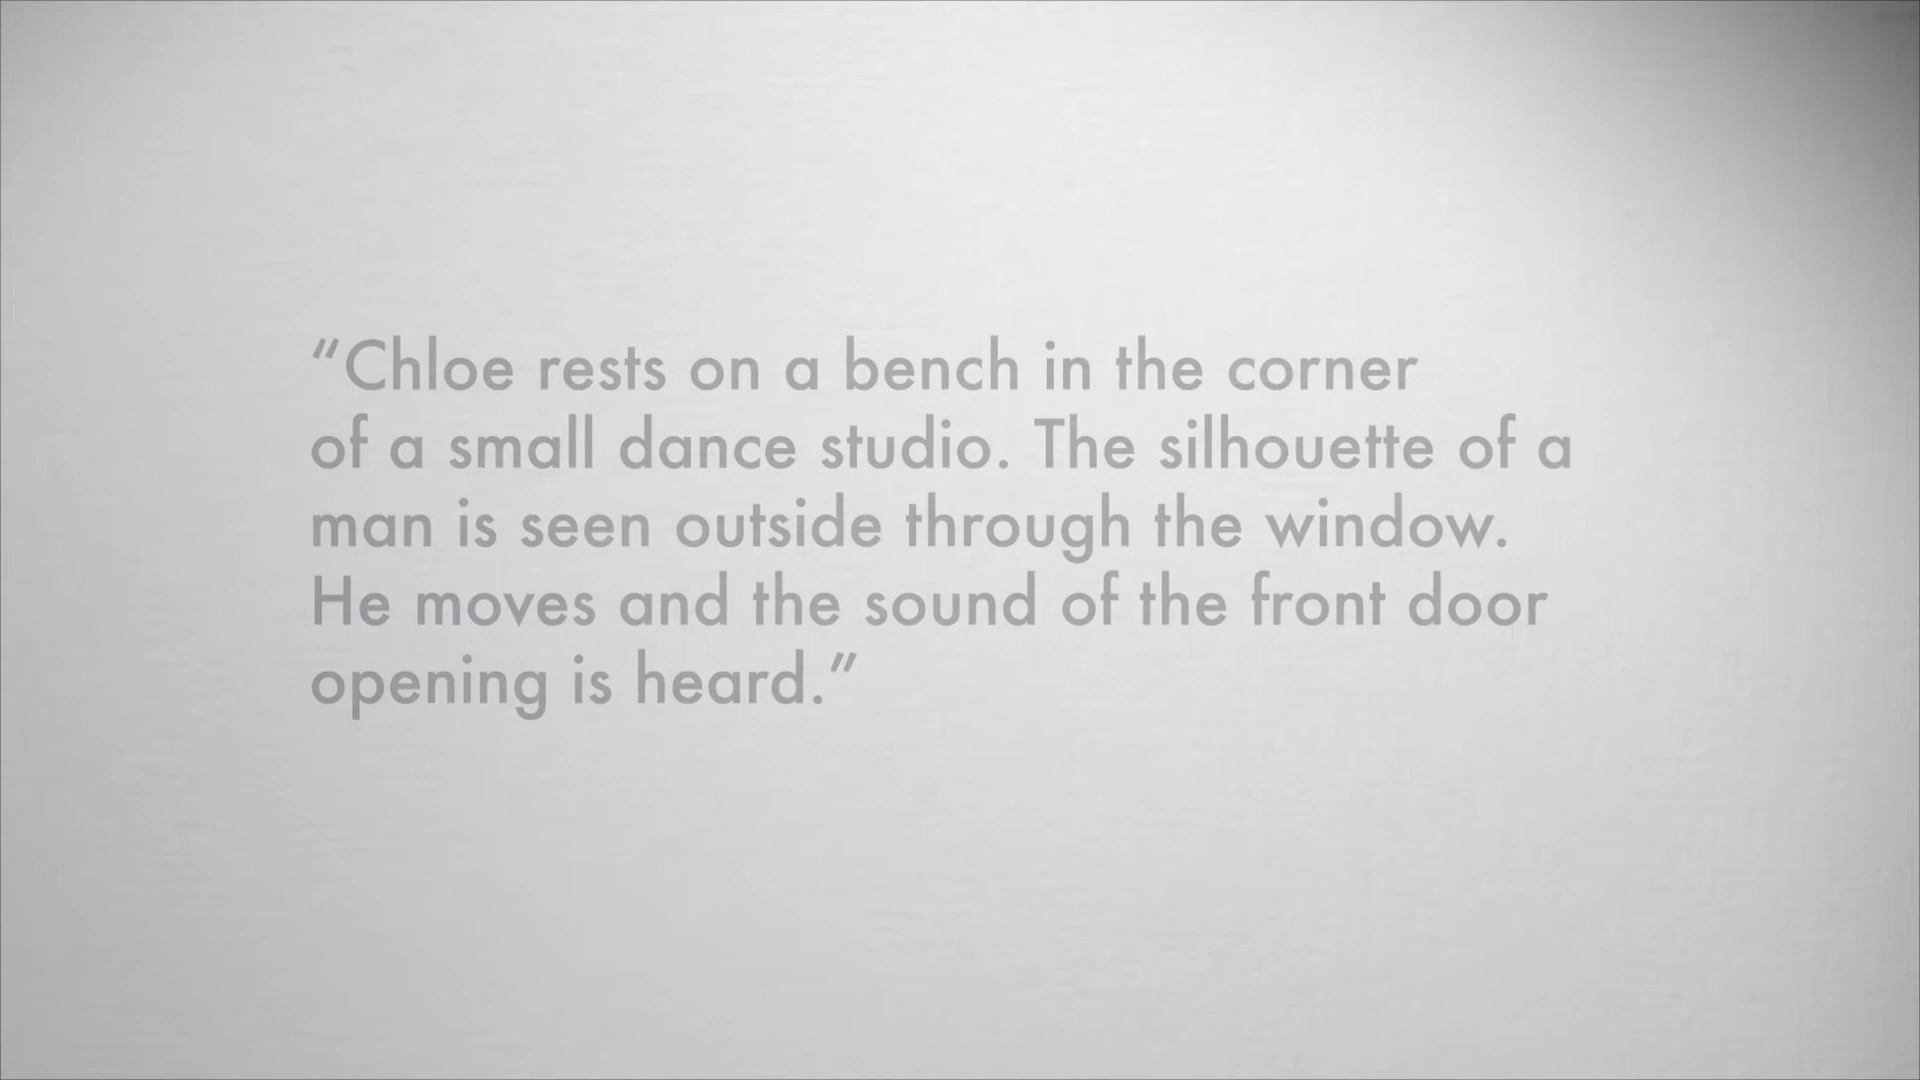 “Chloe rests on a bench in the corner
of a small dance studio. The silhouette of a
man is seen outside through the window.
He moves and the sound of the front door
opening is heard.”